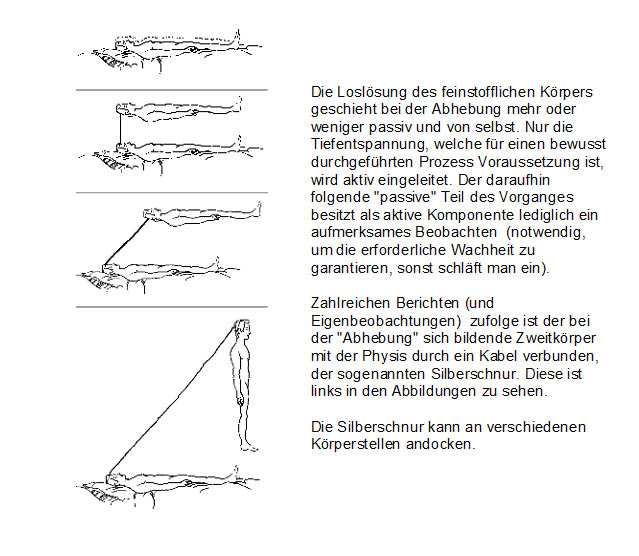 Die Loslösung des feinstofflichen Körpers
geschieht bei der Abhebung mehr oder
weniger passiv und von selbst. Nur die
Tiefentspannung, welche für einen bewusst
durchgeführten Prozess Voraussetzung ist,
wird aktiv eingeleitet. Der daraufhin
folgende "passive" Teil des Vorganges
besitzt als aktive Komponente lediglich ein
aufmerksames Beobachten (notwendig,
um die erforderliche Wachheit zu
garantieren, sonst schläft man ein).
Zahlreichen Berichten (und
Eigenbeobachtungen) zufolge ist der bei
der "Abhebung" sich bildende Zweitkörper
mit der Physis durch ein Kabel verbunden,
der sogenannten Silberschnur. Diese ist
links in den Abbildungen zu sehen.
Die Silberschnur kann an verschiedenen
Körperstellen andocken.